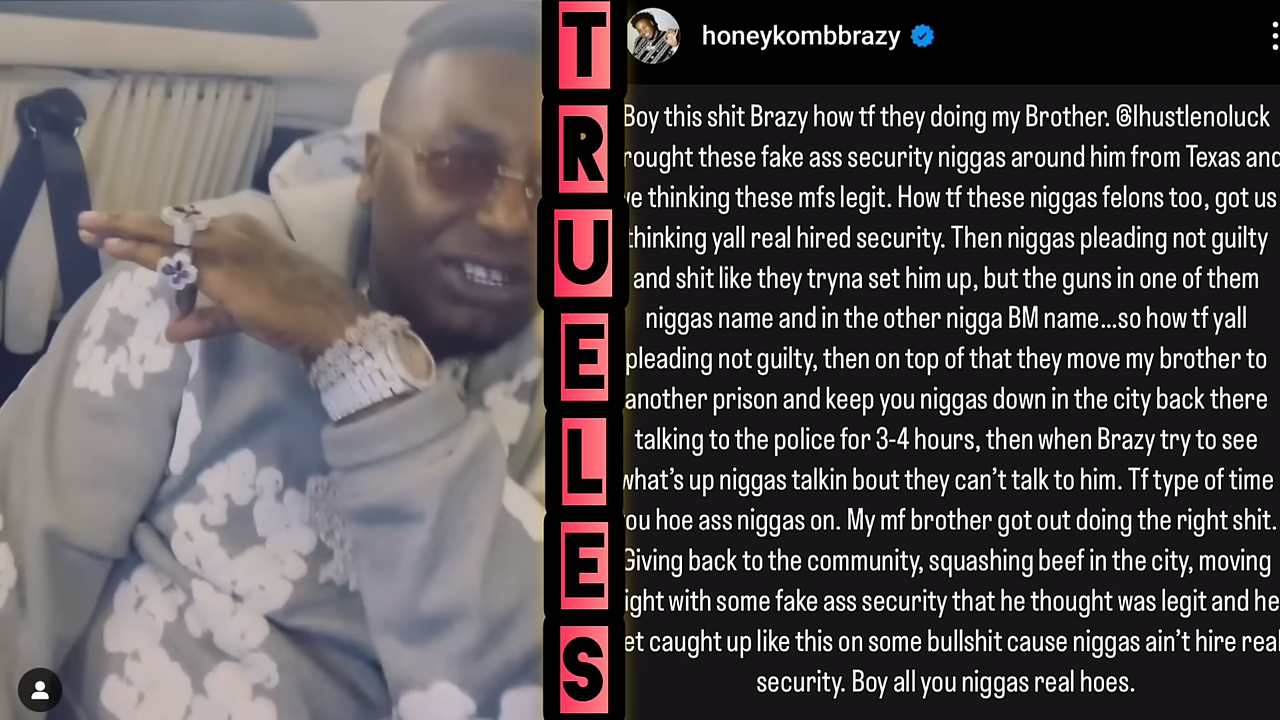 TRUELES
honeykombbrazy
Boy this shit Brazy how tf they doing my Brother. @lhustlenoluck
rought these fake ass security niggas around him from Texas and
ve thinking these mfs legit. How tf these niggas felons too, got us
thinking yall real hired security. Then niggas pleading not guilty
and shit like they tryna set him up, but the guns in one of them
niggas name and in the other nigga BM name...so how tf yall
pleading not guilty, then on top of that they move my brother to
another prison and keep you niggas down in the city back there
talking to the police for 3-4 hours, then when Brazy try to see
what's up niggas talkin bout they can't talk to him. Tf type of time
ou hoe ass niggas on. My mf brother got out doing the right shit.
Giving back to the community, squashing beef in the city, moving
ight with some fake ass security that he thought was legit and he
et caught up like this on some bullshit cause niggas ain't hire real
security. Boy all you niggas real hoes.